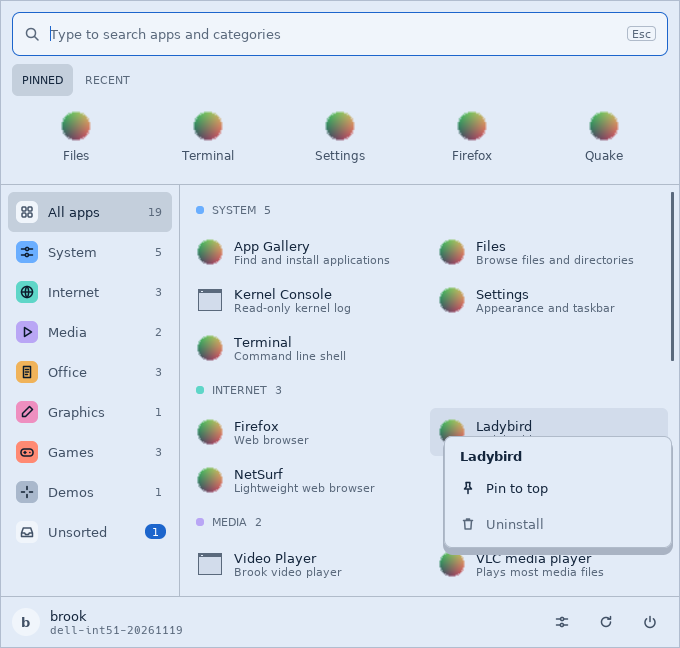 Type to search apps and categories
Esc
PINNED
RECENT
Files
Terminal
Settings
Firefox
Quake
All apps 19
System 5
Internet 3
Media 2
Office 3
Graphics 1
Games 3
Demos 1
Unsorted 1
SYSTEM 5
App Gallery
Find and install applications
Files
Browse files and directories
Kernel Console
Read-only kernel log
Settings
Appearance and taskbar
Terminal
Command line shell
INTERNET 3
Firefox
Web browser
Ladybird
NetSurf
Lightweight web browser
Ladybird
Pin to top
Uninstall
MEDIA 2
Video Player
Brook video player
VLC media player
Plays most media files
b
brook
dell-int51-20261119